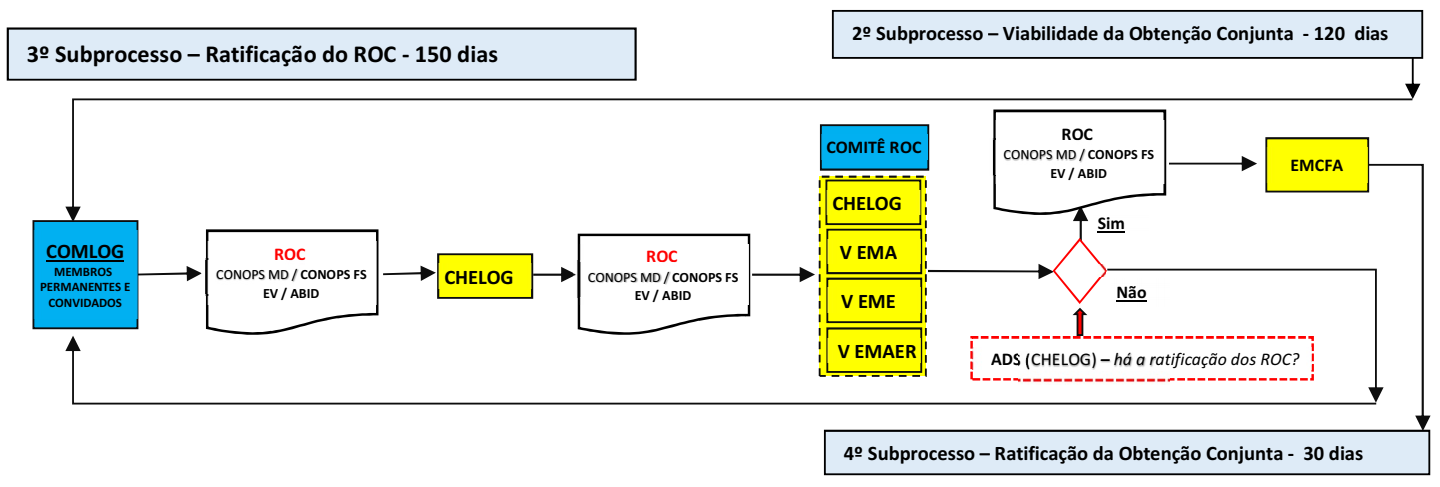 3º Subprocesso – Ratificação do ROC - 150 dias
2º Subprocesso – Viabilidade da Obtenção Conjunta - 120 dias
COMLOG
MEMBROS
PERMANENTES E
CONVIDADOS
ROC
CONOPS MD / CONOPS FS
EV / ABID
CHELOG
ROC
CONOPS MD / CONOPS FS
EV / ABID
COMITÊ ROC
CHELOG
V EMA
V EME
V EMAER
ROC
CONOPS MD / CONOPS FS
EV / ABID
EMCFA
Sim
Não
ADS (CHELOG) – há a ratificação dos ROC?
4º Subprocesso – Ratificação da Obtenção Conjunta - 30 dias